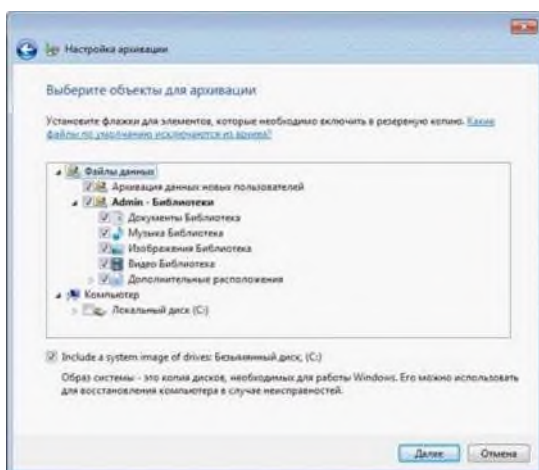 Настройка архивации
Выберите объекты для архивации
Установите флажки для элементов, которые необходимо включить в резервную копию. Какие
файлы по умолчанию исключаются из архива?
Файлы данных
Архивация данных новых пользователей
Admin - Библиотеки
Документы Библиотека
Музыка Библиотека
Изображения Библиотека
Видео Библиотека
Дополнительные расположения
Компьютер
Локальный диск (C:)
Include a system image of drives: Безымянный диск, (C:)
Образ системы - это копия дисков, необходимых для работы Windows. Его можно использовать
для восстановления компьютера в случае неисправностей.
Далее
Отмена